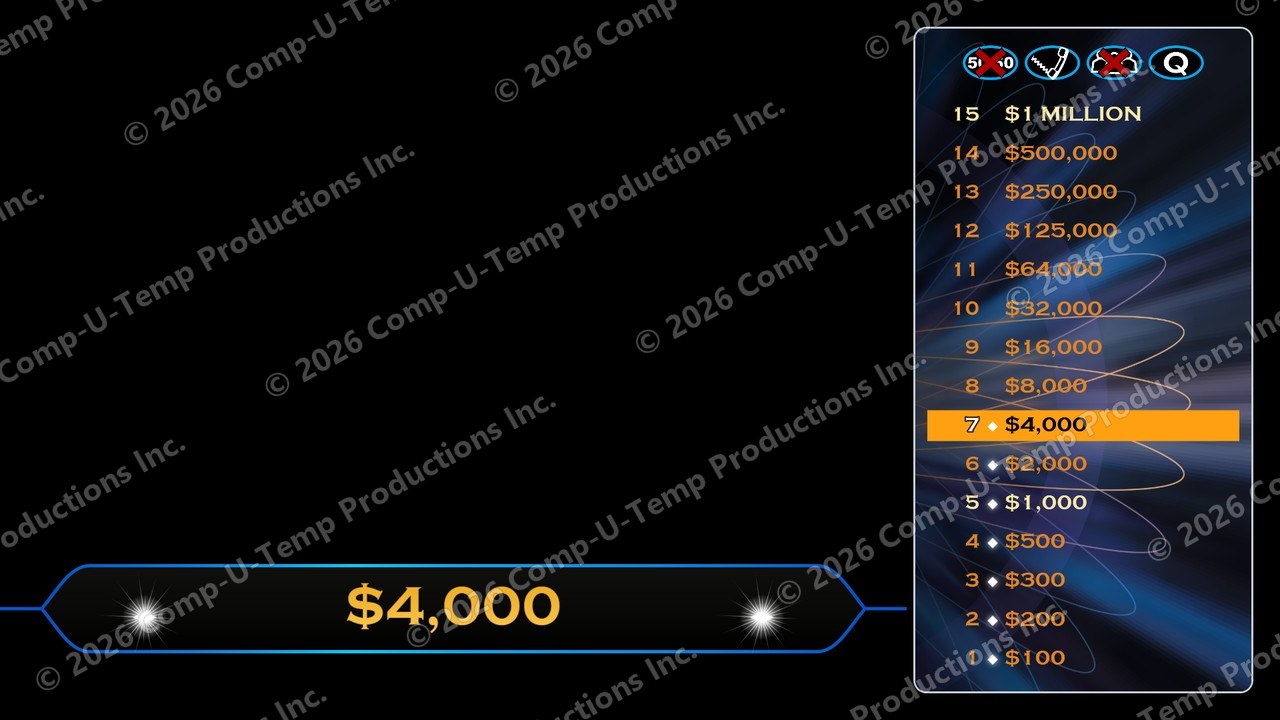 50:50
Q
15 $1 MILLION
14 $500,000
13 $250,000
12 $125,000
11 $64,000
10 $32,000
9 $16,000
8 $8,000
7 ◆ $4,000
6 ◆ $2,000
5 ◆ $1,000
4 ◆ $500
3 ◆ $300
2 ◆ $200
1 ◆ $100
$4,000
© 2026 Comp-U-Temp Productions Inc.